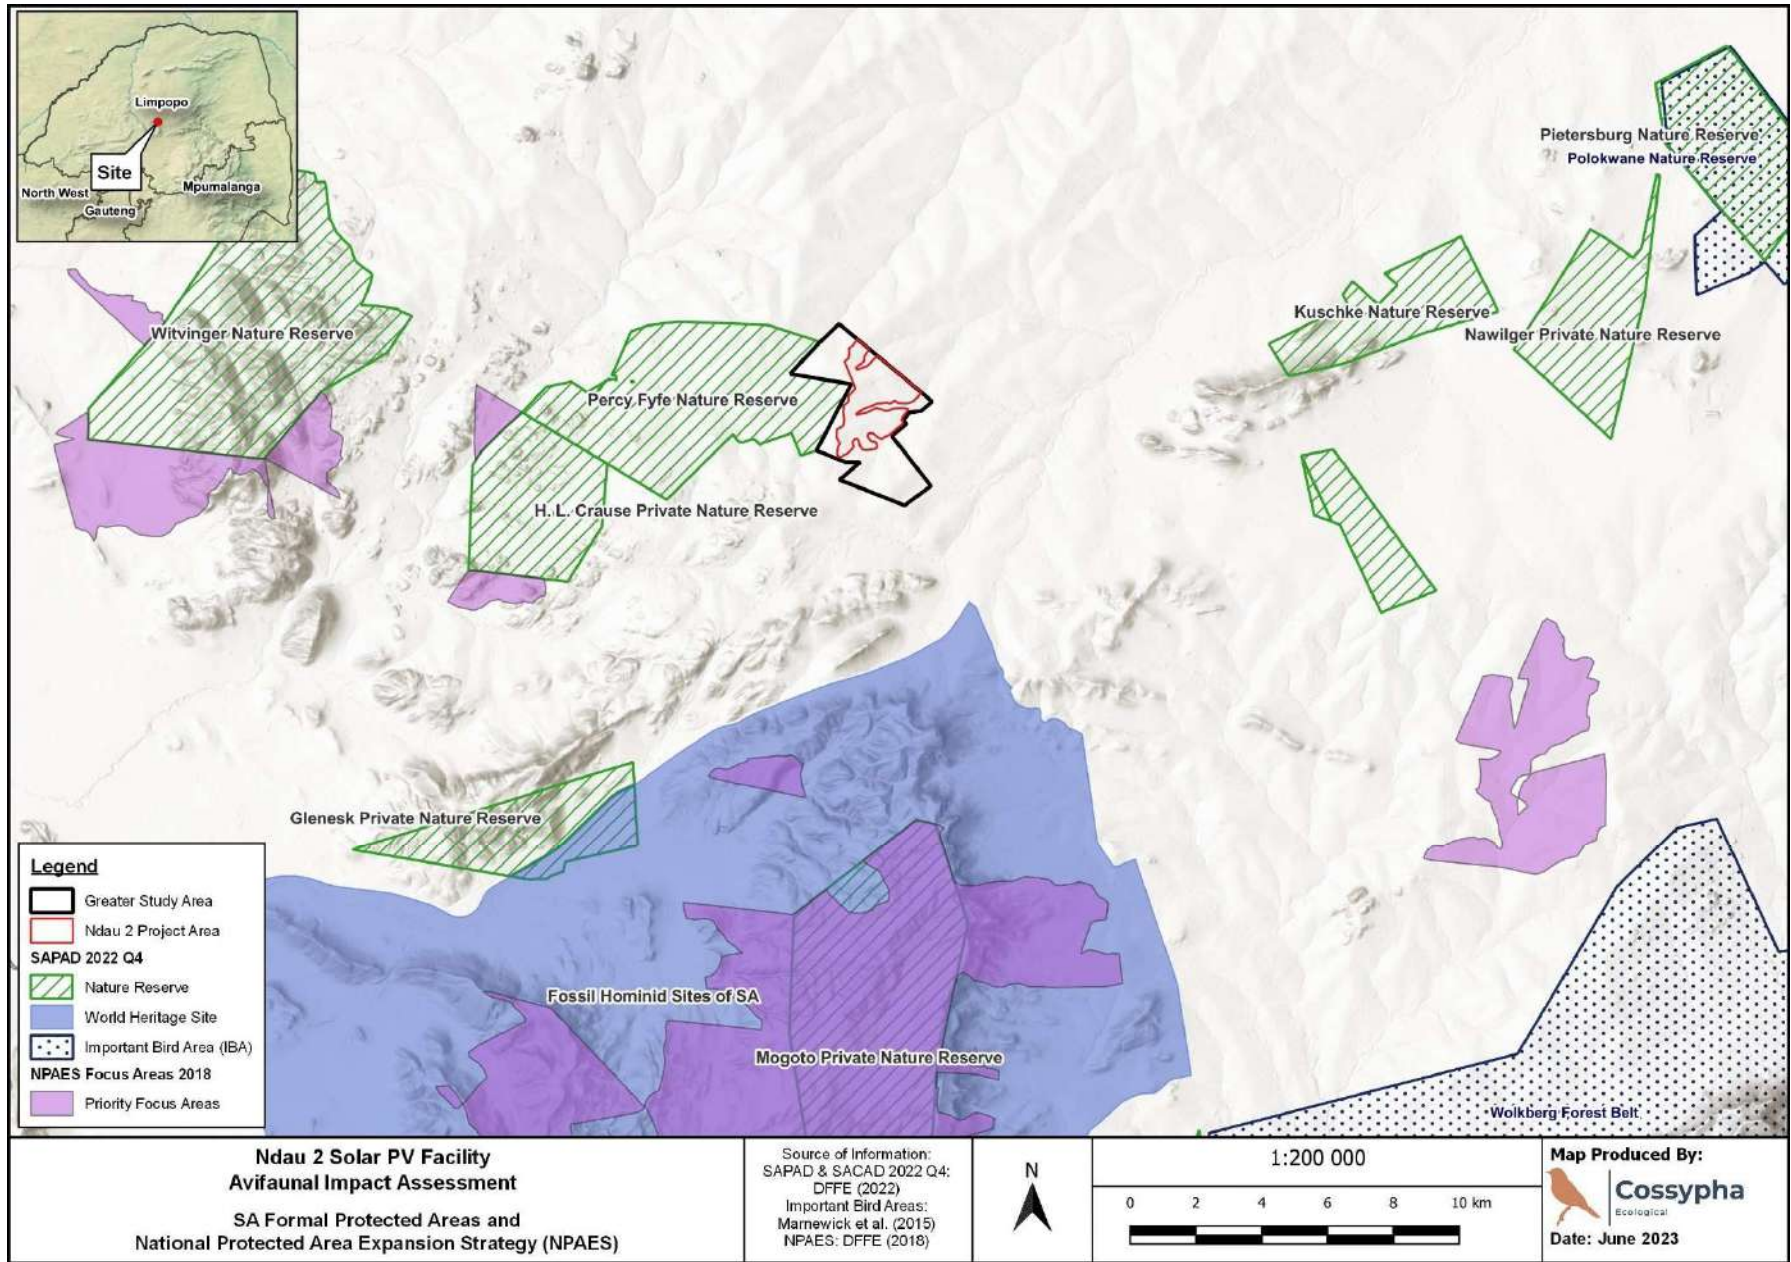 Limpopo
Site
North West
Mpumalanga
Gauteng
Pietersburg Nature Reserve
Polokwane Nature Reserve
Kuschke Nature Reserve
Nawilger Private Nature Reserve
Witvinger Nature Reserve
Percy Fyfe Nature Reserve
H. L. Crause Private Nature Reserve
Glenesk Private Nature Reserve
Fossil Hominid Sites of SA
Mogoto Private Nature Reserve
Wolkberg Forest Belt
Legend
Greater Study Area
Ndau 2 Project Area
SAPAD 2022 Q4
Nature Reserve
World Heritage Site
Important Bird Area (IBA)
NPAES Focus Areas 2018
Priority Focus Areas
Ndau 2 Solar PV Facility
Avifaunal Impact Assessment
SA Formal Protected Areas and
National Protected Area Expansion Strategy (NPAES)
Source of Information:
SAPAD & SACAD 2022 Q4:
DFFE (2022)
Important Bird Areas:
Marnewick et al. (2015)
NPAES: DFFE (2018)
N
1:200 000
0 2 4 6 8 10 km
Map Produced By:
Cossypha
Ecological
Date: June 2023